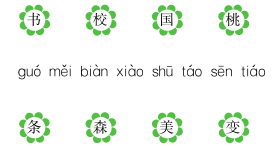 书 校 国 桃
guó měi biàn xiào shū táo sēn tiáo
条 森 美 变